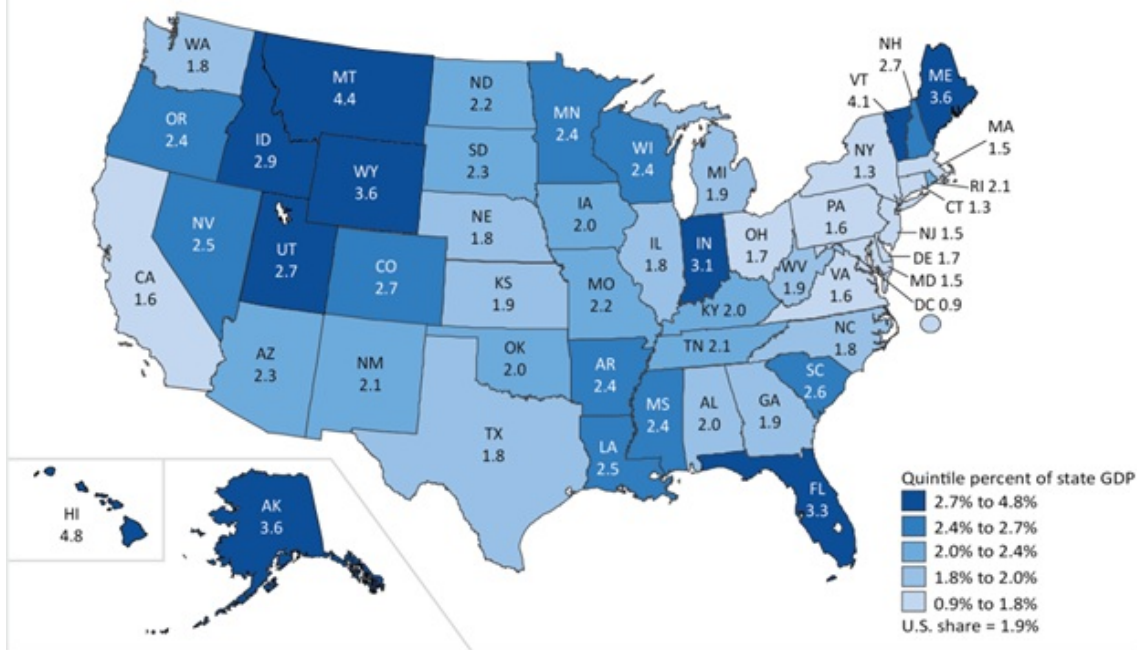 WA
1.8
MT
4.4
ND
2.2
MN
2.4
OR
2.4
ID
2.9
WY
3.6
SD
2.3
WI
2.4
MI
1.9
NH
2.7
VT
4.1
ME
3.6
MA
1.5
NY
1.3
RI 2.1
CT 1.3
PA
1.6
NJ 1.5
DE 1.7
MD 1.5
DC 0.9
NV
2.5
UT
2.7
CO
2.7
NE
1.8
IA
2.0
IL
1.8
IN
3.1
OH
1.7
WV
1.9
VA
1.6
CA
1.6
KS
1.9
MO
2.2
KY 2.0
NC
1.8
TN 2.1
AZ
2.3
NM
2.1
OK
2.0
AR
2.4
SC
2.6
MS
2.4
AL
2.0
GA
1.9
TX
1.8
LA
2.5
FL
3.3
HI
4.8
AK
3.6
Quintile percent of state GDP
2.7% to 4.8%
2.4% to 2.7%
2.0% to 2.4%
1.8% to 2.0%
0.9% to 1.8%
U.S. share = 1.9%